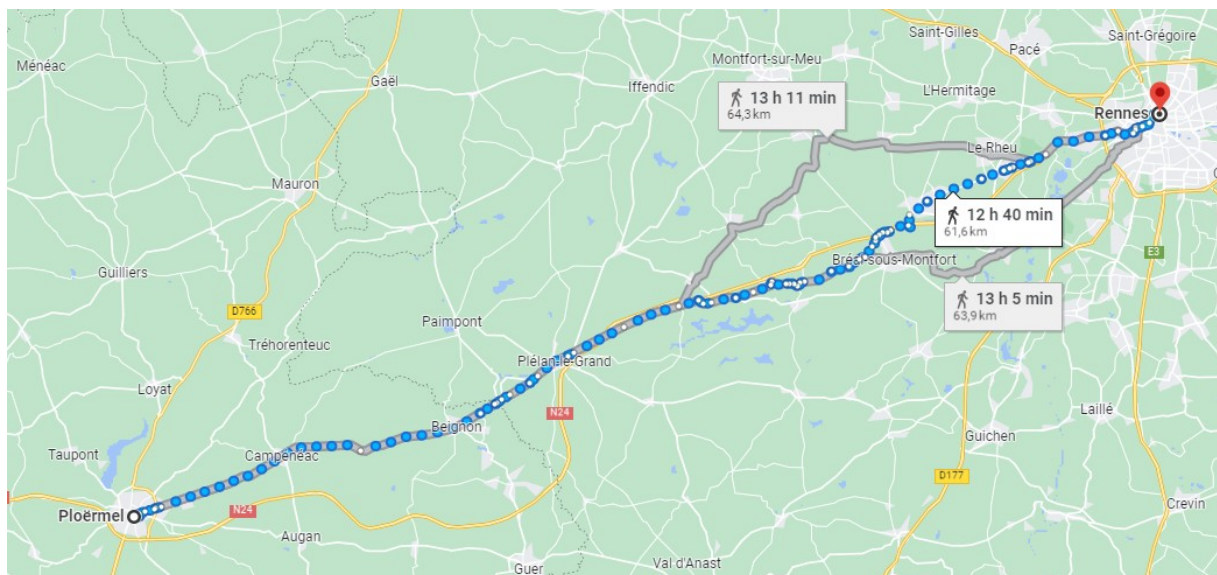 Saint-Gilles
Saint-Grégoire
Pacé
Ménéac
Gaël
Iffendic
Montfort-sur-Meu
L'Hermitage
13 h 11 min
64,3 km
Rennes
Le Rheu
Mauron
12 h 40 min
61,6 km
E3
Guilliers
Bréal-sous-Montfort
13 h 5 min
63,9 km
D766
Paimpont
Tréhorenteuc
Plélan-le-Grand
Loyat
N24
Laillé
Beignon
Guichen
Taupont
Campénéac
D177
Ploërmel
N24
Crevin
Augan
Guer
Val d'Anast